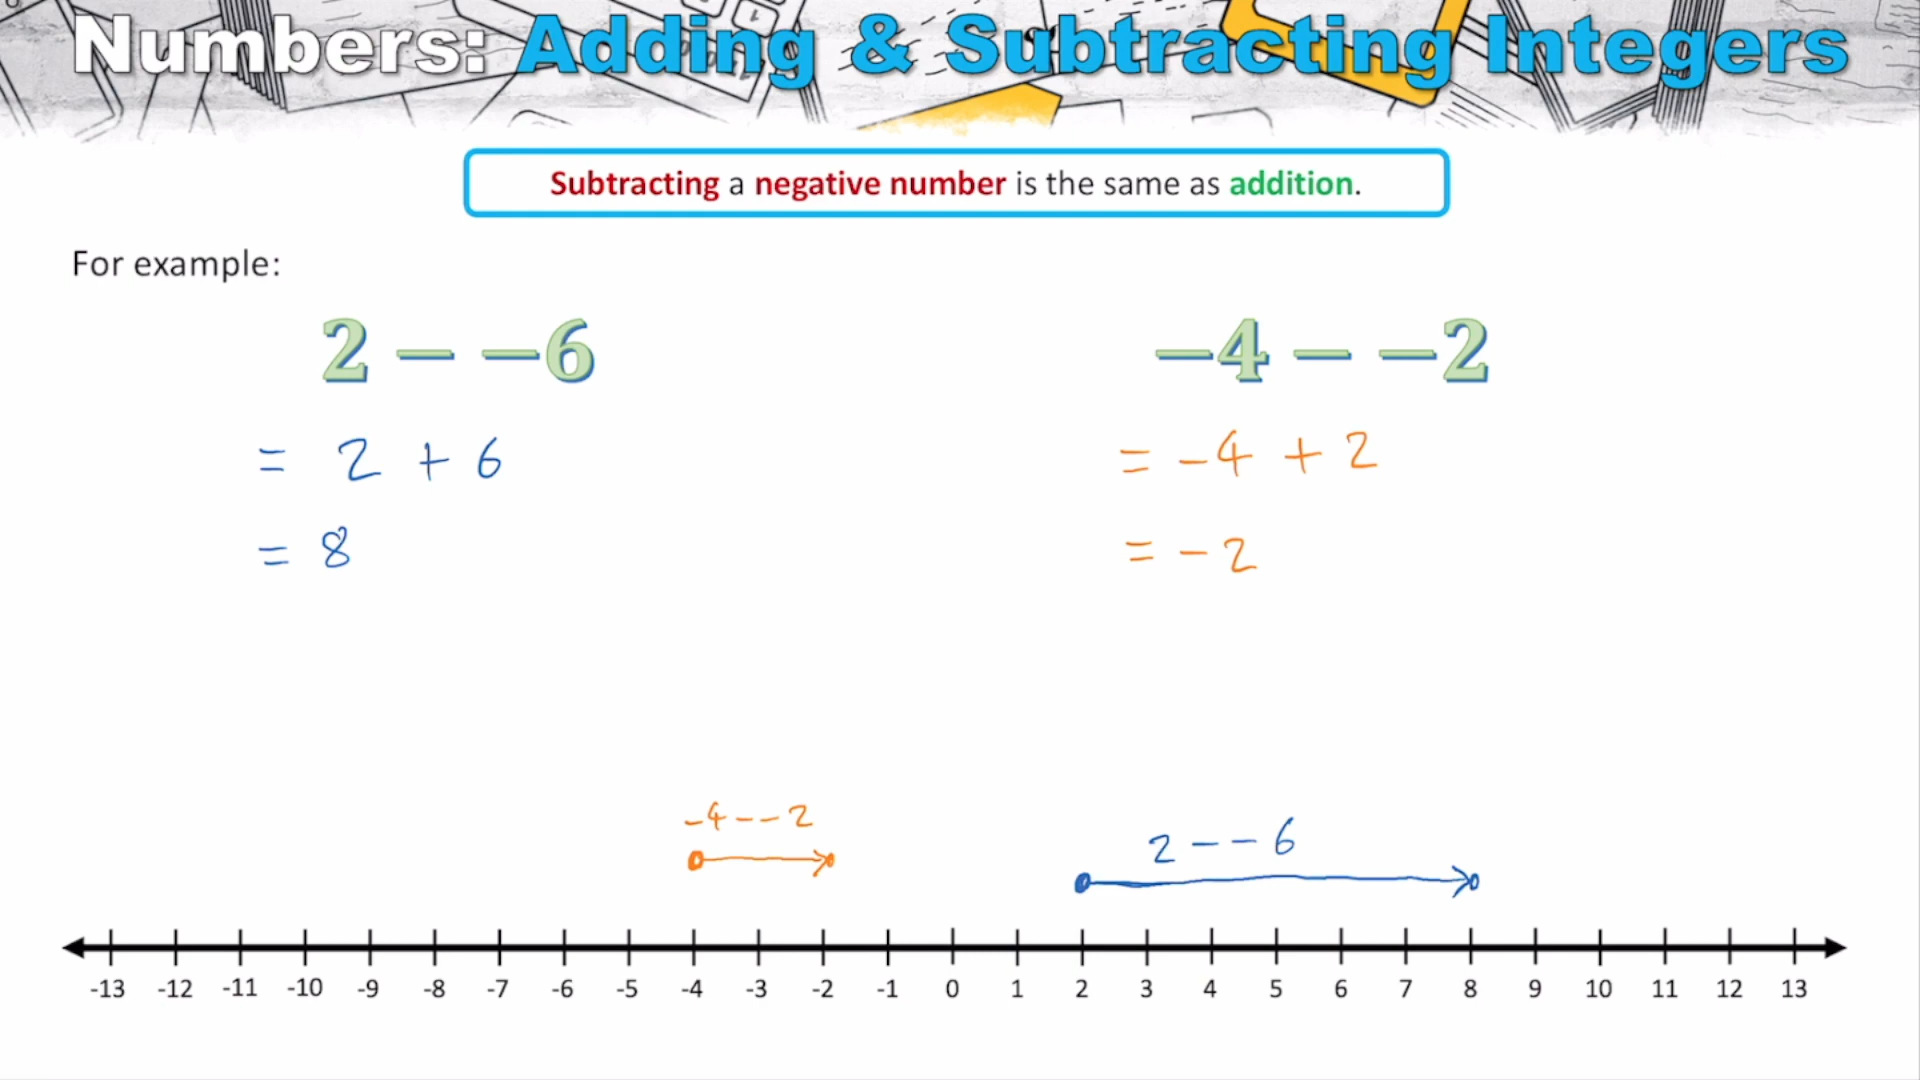 Numbers: Adding & Subtracting Integers
Subtracting a negative number is the same as addition.
For example:
2 − −6
−4 − −2
= 2 + 6
= -4 + 2
= 8
= -2
-4 - - 2
2 - - 6
-13 -12 -11 -10 -9 -8 -7 -6 -5 -4 -3 -2 -1 0 1 2 3 4 5 6 7 8 9 10 11 12 13